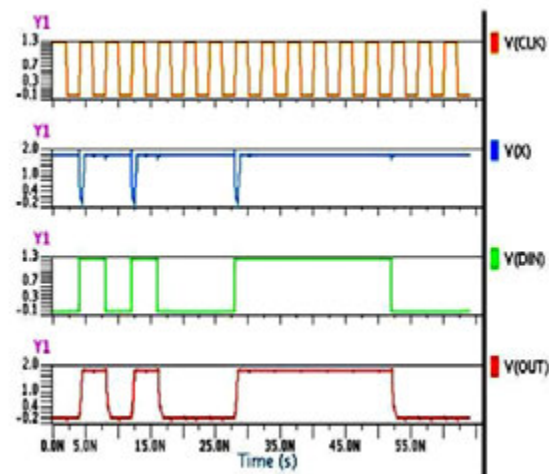 Y1
1.3
0.7
0.3
-0.1
V(CLK)
Y1
2.0
1.0
0.4
-0.2
V(X)
Y1
1.3
0.7
0.3
-0.1
V(DIN)
Y1
2.0
1.0
0.4
-0.2
V(OUT)
0.0N 5.0N 15.0N 25.0N 35.0N 45.0N 55.0N
Time (s)